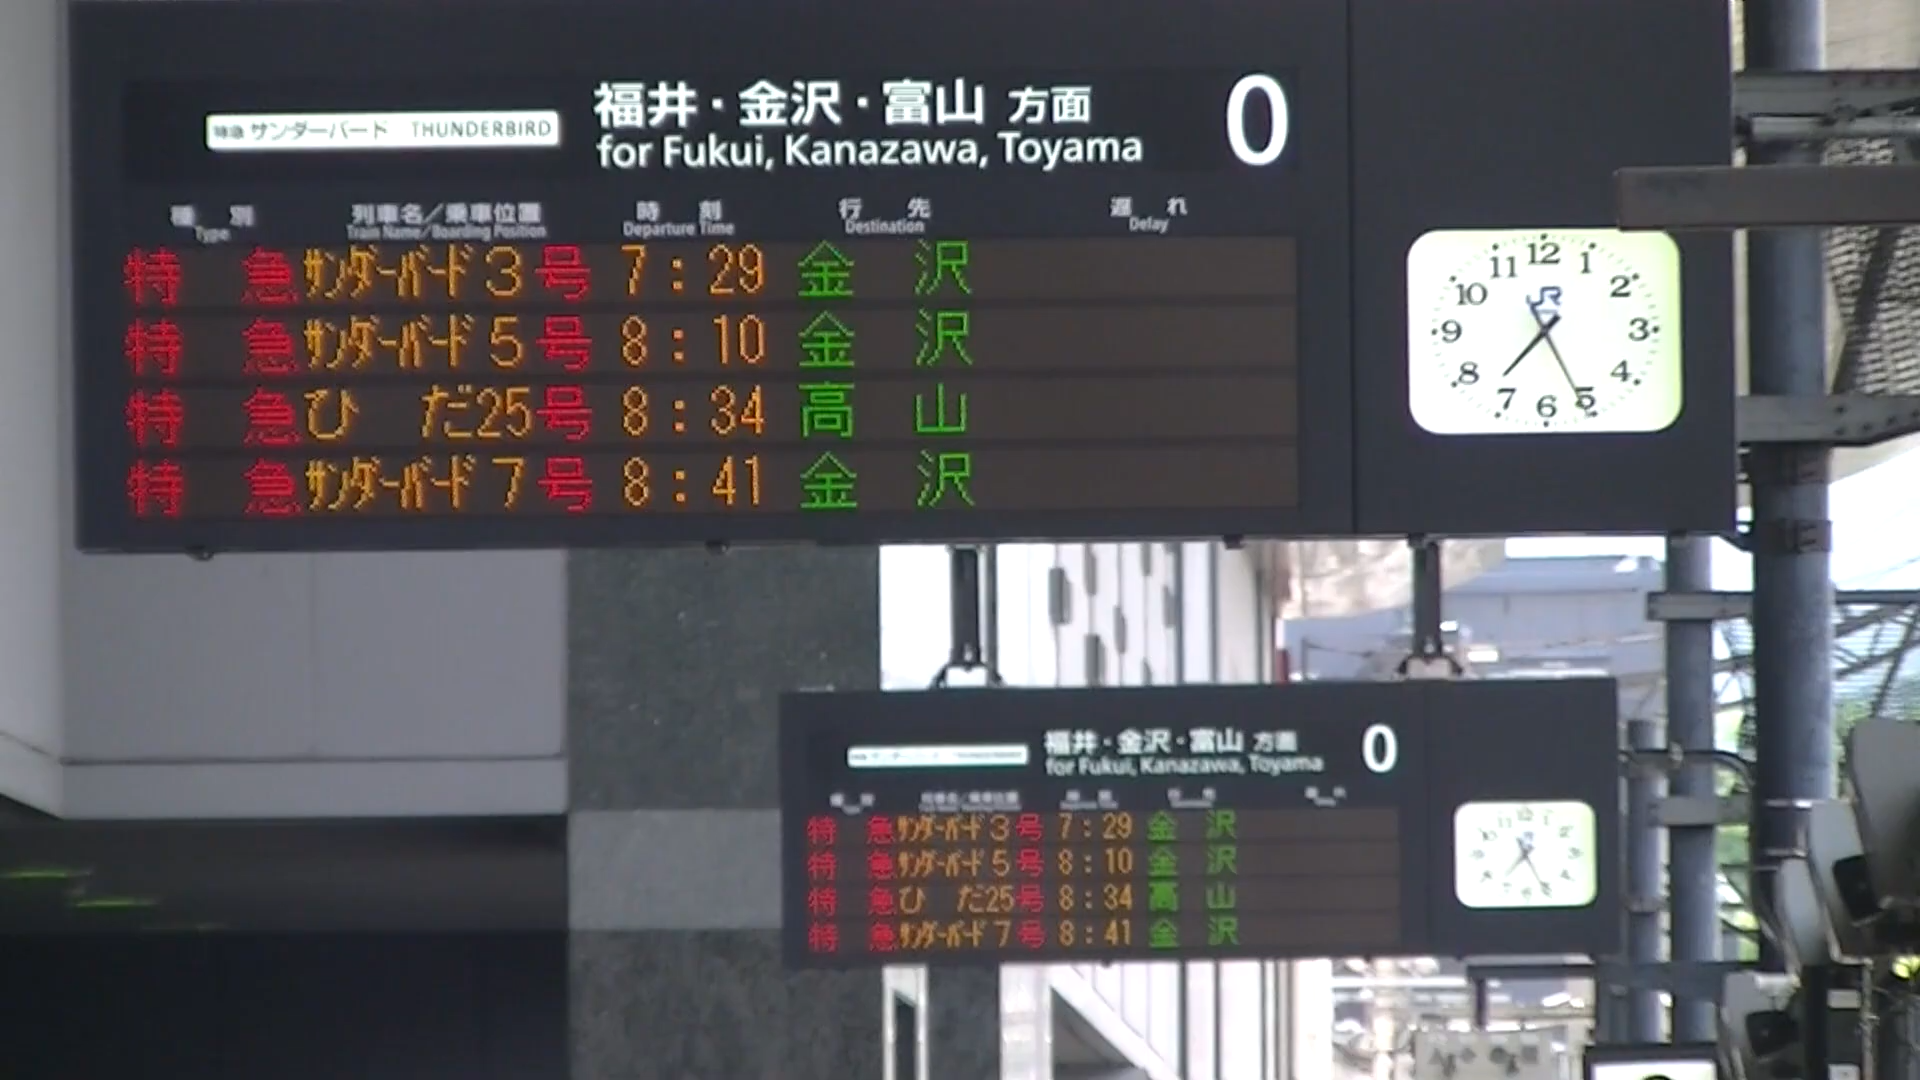 福井・金沢・富山 方面 0
特急 サンダーバード THUNDERBIRD
for Fukui, Kanazawa, Toyama
種別 列車名/乗車位置 時刻 行先 遅れ
Type Train Name/Boarding Position Departure Time Destination Delay
特急 サンダーバード 3号 7:29 金沢
特急 サンダーバード 5号 8:10 金沢
特急 ひだ25号 8:34 高山
特急 サンダーバード 7号 8:41 金沢
JR
12 1 2 3 4 5 6 7 8 9 10 11
福井・金沢・富山 方面 0
for Fukui, Kanazawa, Toyama
特急 サンダーバード 3号 7:29 金沢
特急 サンダーバード 5号 8:10 金沢
特急 ひだ25号 8:34 高山
特急 サンダーバード 7号 8:41 金沢